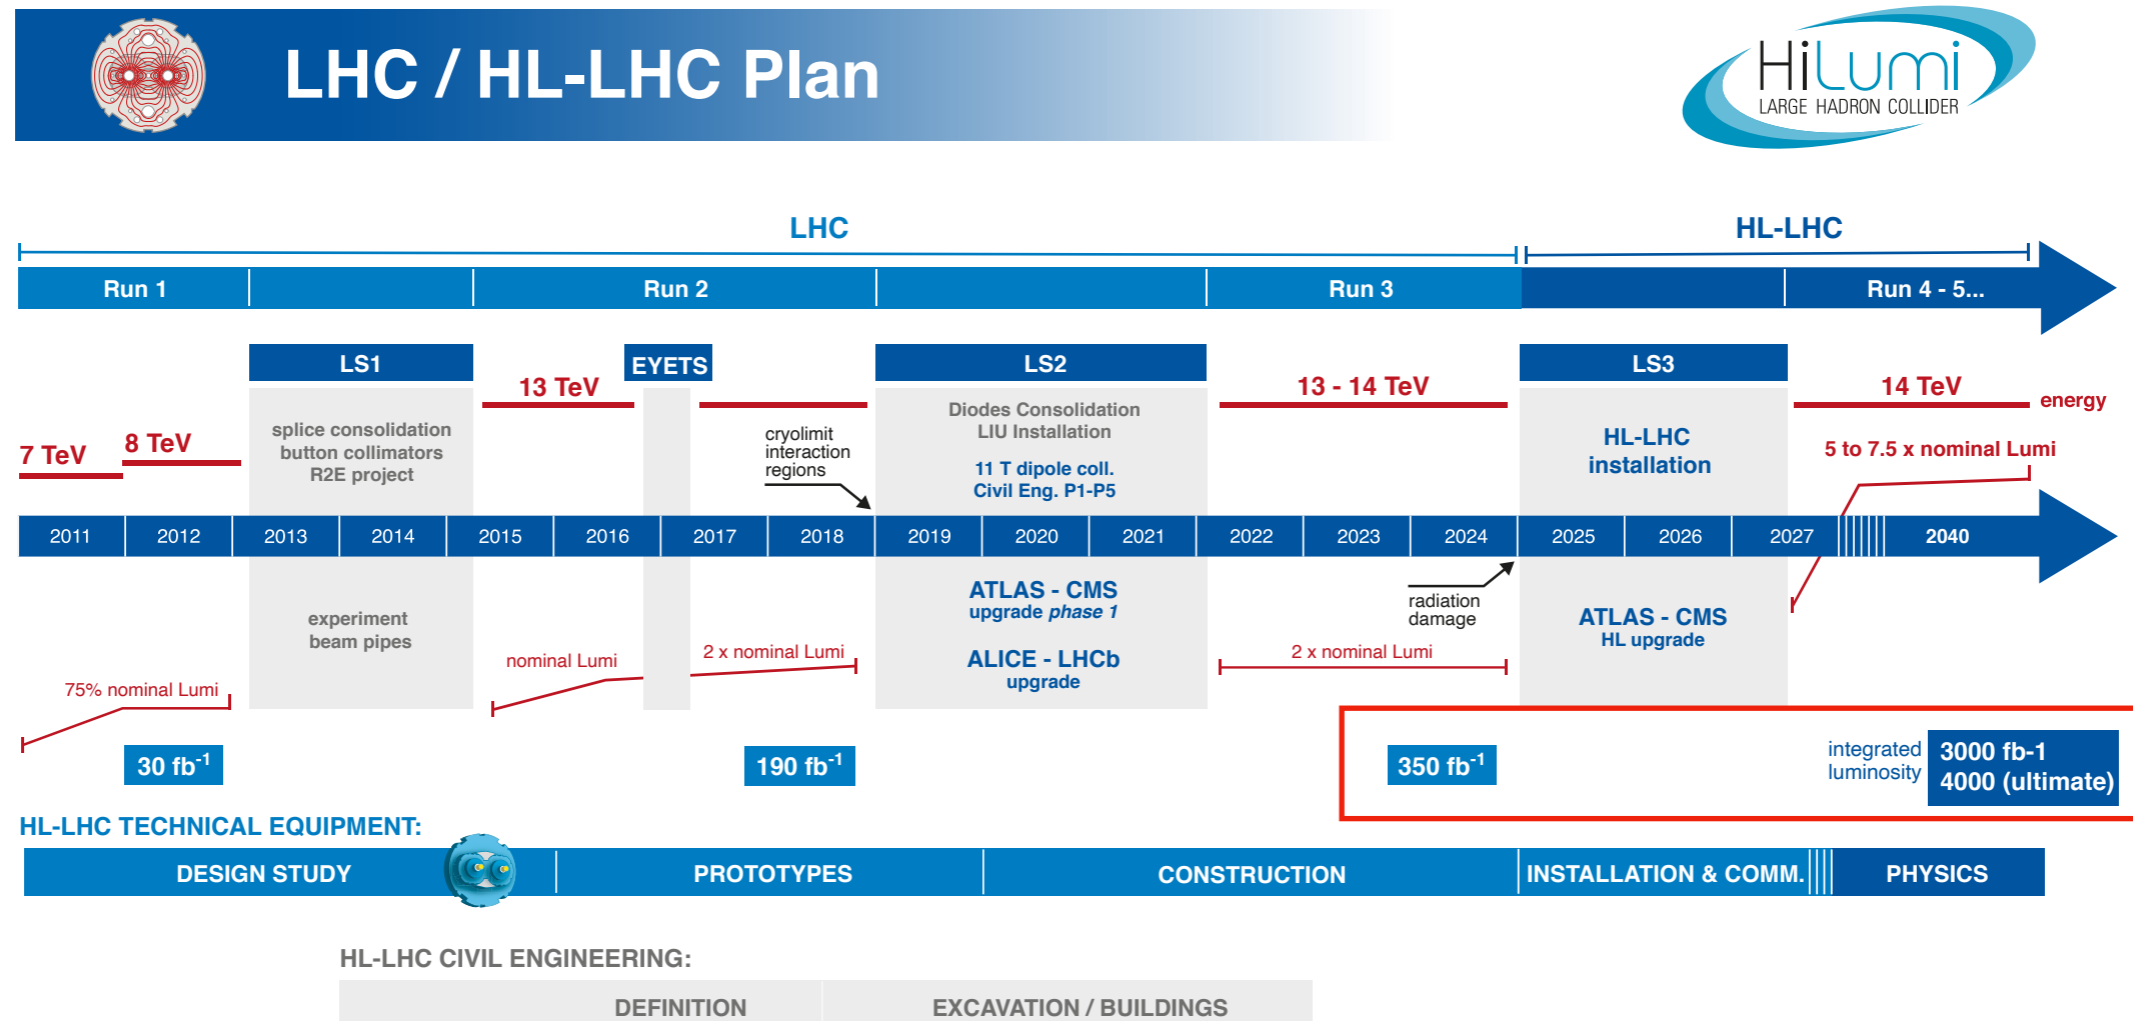 LHC / HL-LHC Plan
HiLumi
LARGE HADRON COLLIDER
LHC
HL-LHC
Run 1
Run 2
Run 3
Run 4 - 5...
LS1
EYETS
LS2
LS3
13 TeV
13 - 14 TeV
14 TeV
energy
7 TeV
8 TeV
splice consolidation
button collimators
R2E project
cryolimit
interaction
regions
Diodes Consolidation
LIU Installation
11 T dipole coll.
Civil Eng. P1-P5
HL-LHC
installation
5 to 7.5 x nominal Lumi
2011
2012
2013
2014
2015
2016
2017
2018
2019
2020
2021
2022
2023
2024
2025
2026
2027
2040
experiment
beam pipes
ATLAS - CMS
upgrade phase 1
ALICE - LHCb
upgrade
radiation
damage
ATLAS - CMS
HL upgrade
75% nominal Lumi
nominal Lumi
2 x nominal Lumi
2 x nominal Lumi
30 fb-1
190 fb-1
350 fb-1
integrated
luminosity
3000 fb-1
4000 (ultimate)
HL-LHC TECHNICAL EQUIPMENT:
DESIGN STUDY
PROTOTYPES
CONSTRUCTION
INSTALLATION & COMM.
PHYSICS
HL-LHC CIVIL ENGINEERING:
DEFINITION
EXCAVATION / BUILDINGS